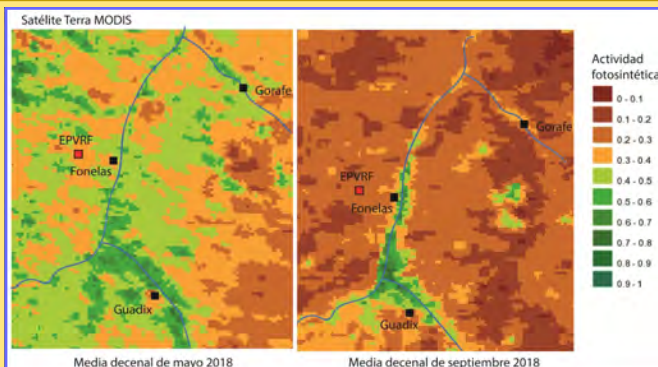 Satélite Terra MODIS
Gorafe
EPVRF
Fonelas
Guadix
Media decenal de mayo 2018
Gorafe
EPVRF
Fonelas
Guadix
Media decenal de septiembre 2018
Actividad
fotosintética
0 - 0.1
0.1 - 0.2
0.2 - 0.3
0.3 - 0.4
0.4 - 0.5
0.5 - 0.6
0.6 - 0.7
0.7 - 0.8
0.8 - 0.9
0.9 - 1